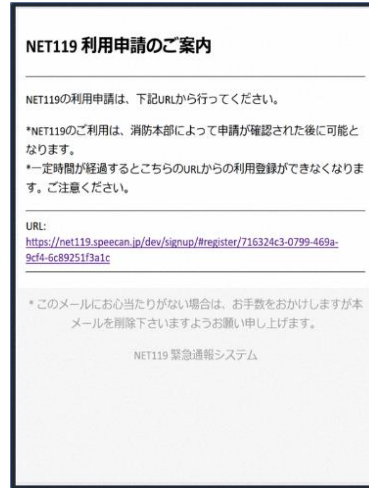 NET119 利用申請のご案内
NET119の利用申請は、下記URLから行ってください。
*NET119のご利用は、消防本部によって申請が確認された後に可能と
なります。
*一定時間が経過するとこちらのURLからの利用登録ができなくなりま
す。ご注意ください。
URL:
https://net119.speecan.jp/dev/signup/#register/716324c3-0799-469a-
9cf4-6c89251f3a1c
* このメールにお心当たりがない場合は、お手数をおかけしますが本
メールを削除下さいますようお願い申し上げます。
NET119 緊急通報システム